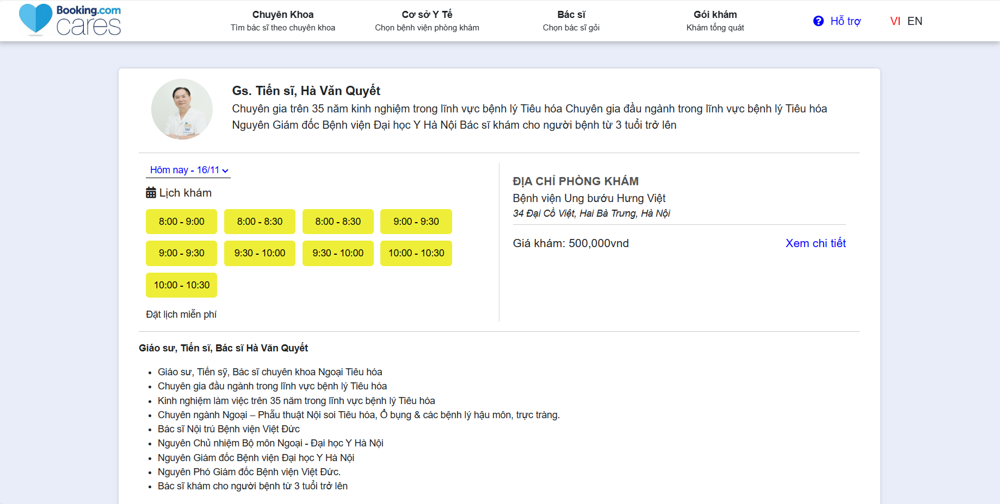 Booking.com
cares
Chuyên Khoa
Tìm bác sĩ theo chuyên khoa
Cơ sở Y Tế
Chọn bệnh viện phòng khám
Bác sĩ
Chọn bác sĩ gỏi
Gói khám
Khám tổng quát
Hỗ trợ
VI EN
Gs. Tiến sĩ, Hà Văn Quyết
Chuyên gia trên 35 năm kinh nghiệm trong lĩnh vực bệnh lý Tiêu hóa Chuyên gia đầu ngành trong lĩnh vực bệnh lý Tiêu hóa
Nguyên Giám đốc Bệnh viện Đại học Y Hà Nội Bác sĩ khám cho người bệnh từ 3 tuổi trở lên
Hôm nay - 16/11
Lịch khám
8:00 - 9:00 8:00 - 8:30 8:00 - 8:30 9:00 - 9:30
9:00 - 9:30 9:30 - 10:00 9:30 - 10:00 10:00 - 10:30
10:00 - 10:30
Đặt lịch miễn phí
ĐỊA CHỈ PHÒNG KHÁM
Bệnh viện Ung bướu Hưng Việt
34 Đại Cồ Việt, Hai Bà Trưng, Hà Nội
Giá khám: 500,000vnd Xem chi tiết
Giáo sư, Tiến sĩ, Bác sĩ Hà Văn Quyết
• Giáo sư, Tiến sỹ, Bác sĩ chuyên khoa Ngoại Tiêu hóa
• Chuyên gia đầu ngành trong lĩnh vực bệnh lý Tiêu hóa
• Kinh nghiệm làm việc trên 35 năm trong lĩnh vực bệnh lý Tiêu hóa
• Chuyên ngành Ngoại – Phẫu thuật Nội soi Tiêu hóa, Ổ bụng & các bệnh lý hậu môn, trực tràng.
• Bác sĩ Nội trú Bệnh viện Việt Đức
• Nguyên Chủ nhiệm Bộ môn Ngoại - Đại học Y Hà Nội
• Nguyên Giám đốc Bệnh viện Đại học Y Hà Nội
• Nguyên Phó Giám đốc Bệnh viện Việt Đức.
• Bác sĩ khám cho người bệnh từ 3 tuổi trở lên